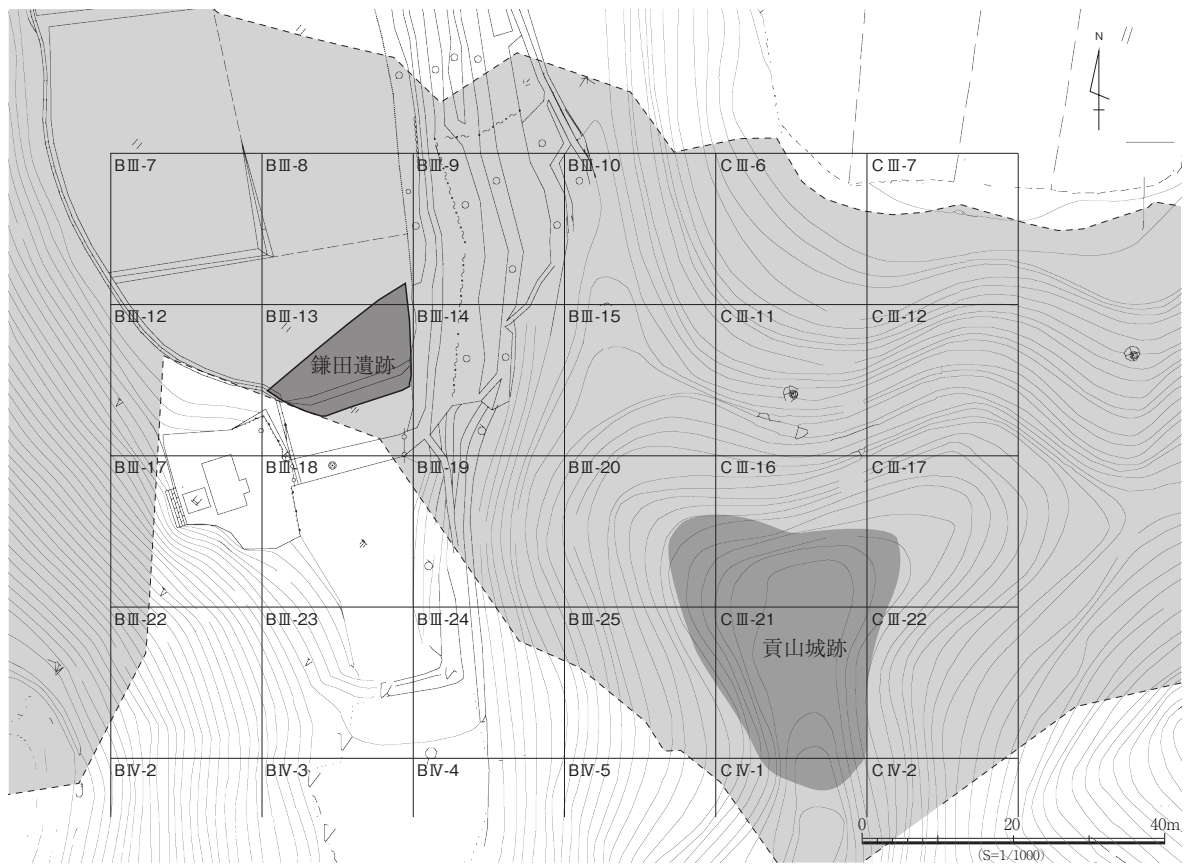 N
BⅢ-7 BⅢ-8 BⅢ-9 BⅢ-10 CⅢ-6 CⅢ-7
BⅢ-12 BⅢ-13 BⅢ-14 BⅢ-15 CⅢ-11 CⅢ-12
鎌田遺跡
BⅢ-17 BⅢ-18 BⅢ-19 BⅢ-20 CⅢ-16 CⅢ-17
BⅢ-22 BⅢ-23 BⅢ-24 BⅢ-25 CⅢ-21 CⅢ-22
貢山城跡
BⅣ-2 BⅣ-3 BⅣ-4 BⅣ-5 CⅣ-1 CⅣ-2
0 20 40m
(S=1/1000)